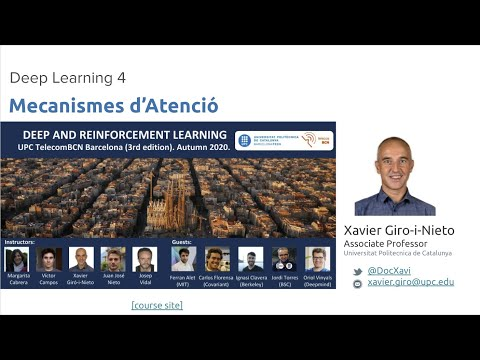 Deep Learning 4
Mecanismes d’Atenció
DEEP AND REINFORCEMENT LEARNING
UPC TelecomBCN Barcelona (3rd edition). Autumn 2020.
UNIVERSITAT POLITÈCNICA
DE CATALUNYA
BARCELONATECH
Instructors:
Margarita
Cabrera
Víctor
Campos
Xavier
Giró-i-Nieto
Juan José
Nieto
Josep
Vidal
Guests:
Ferran Alet
(MIT)
Carlos Florensa
(Covariant)
Ignasi Clavera
(Berkeley)
Jordi Torres
(BSC)
Oriol Vinyals
(Deepmind)
[course site]
Xavier Giro-i-Nieto
Associate Professor
Universitat Politecnica de Catalunya
@DocXavi
xavier.giro@upc.edu